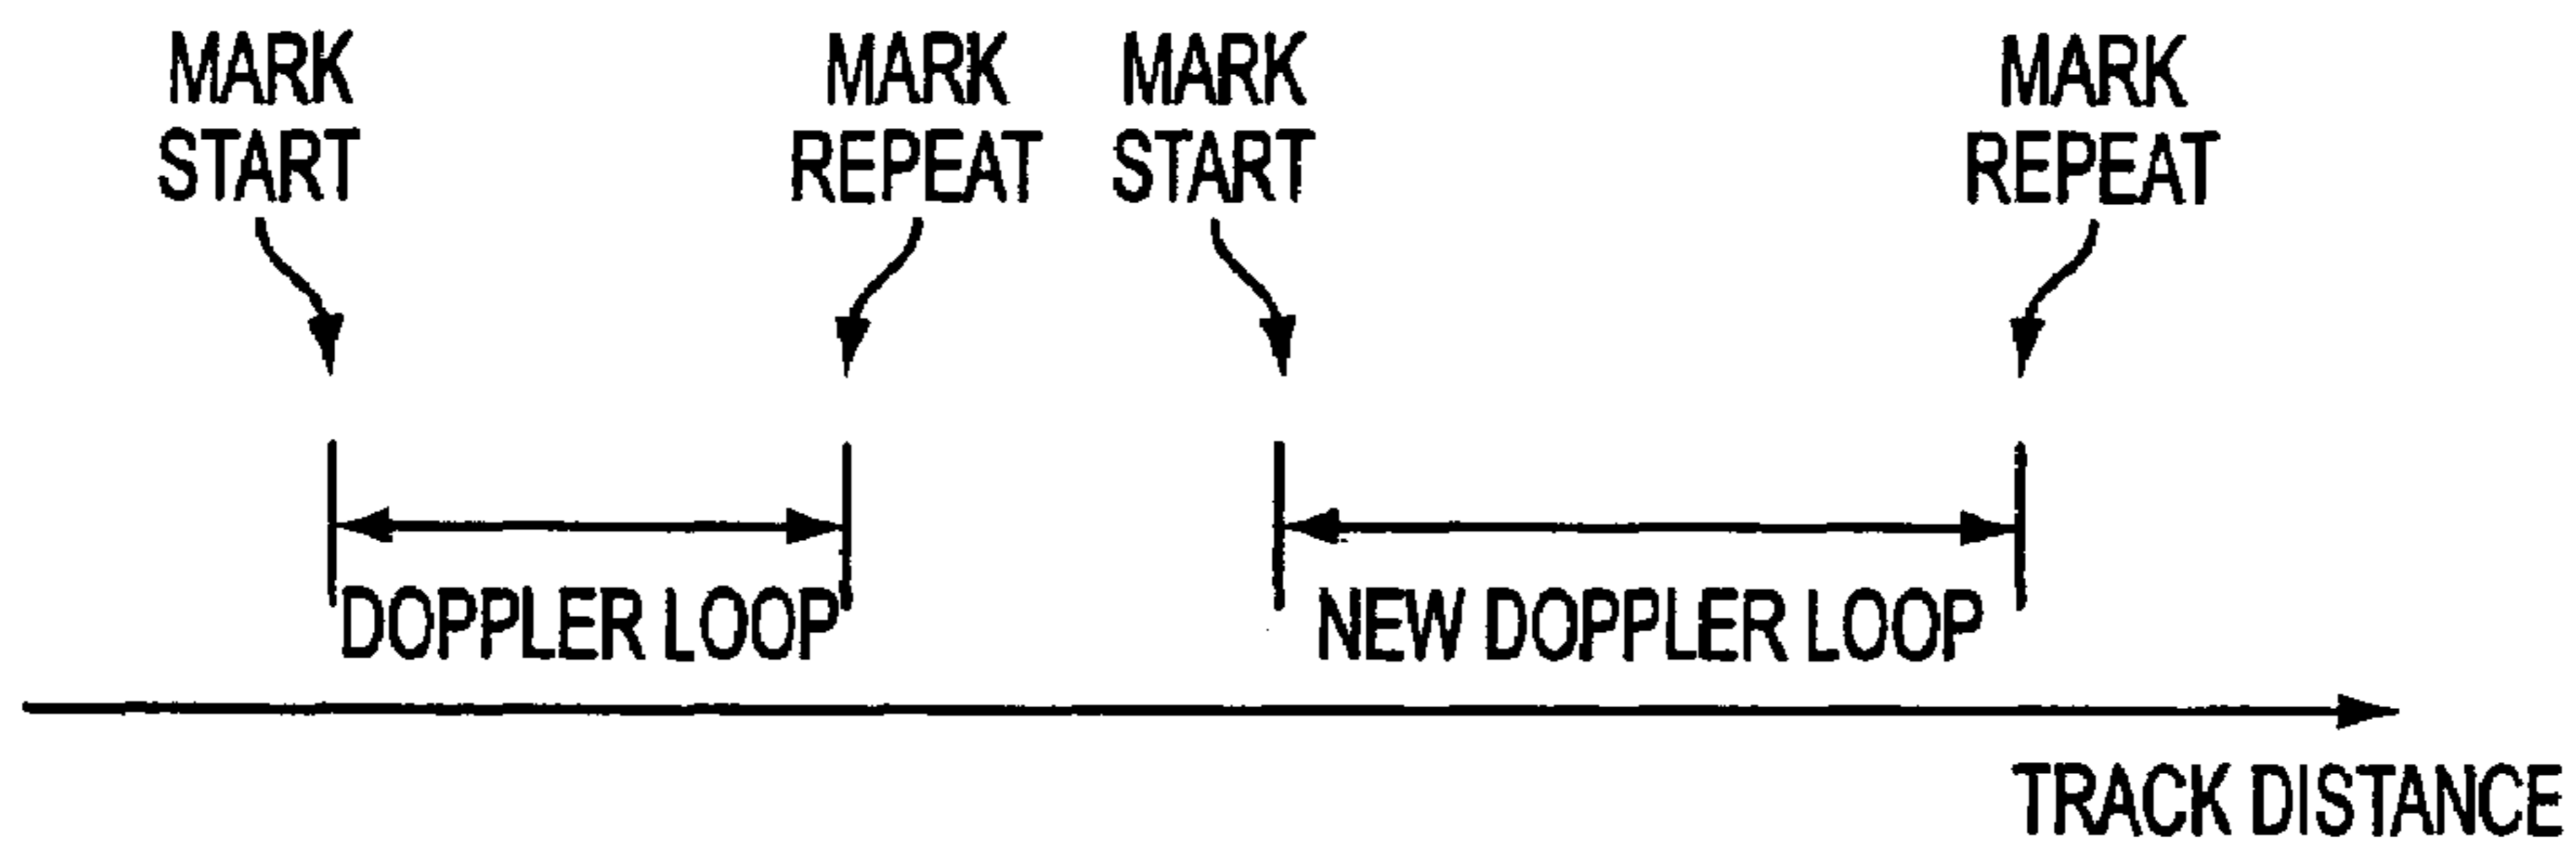 MARK
START
MARK
REPEAT
MARK
START
MARK
REPEAT
DOPPLER LOOP
NEW DOPPLER LOOP
TRACK DISTANCE